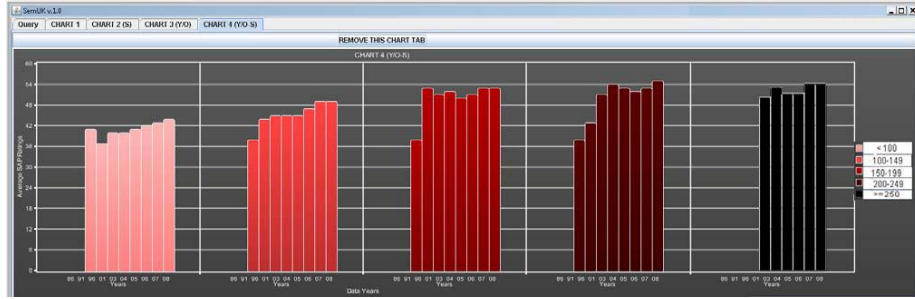 SemUK v.1.0
Query CHART 1 CHART 2 (S) CHART 3 (Y/O) CHART 4 (Y/O-S)
REMOVE THIS CHART TAB
CHART 4 (Y/O-S)
60
54
48
42
36
30
24
18
12
6
0
Average SAP Ratings
86 91 96 01 03 04 05 06 07 08
Years
86 91 96 01 03 04 05 06 07 08
Years
86 91 96 01 03 04 05 06 07 08
Years
86 91 96 01 03 04 05 06 07 08
Years
86 91 96 01 03 04 05 06 07 08
Years
Data Years
<100
100-149
150-199
200-249
>=250